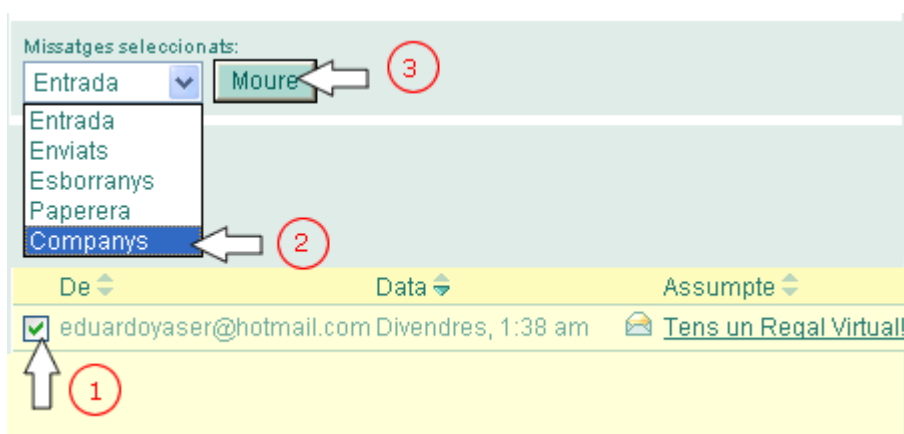 Missatges seleccionats:
Entrada Moure 3
Entrada
Enviats
Esborranys
Paperera
Companys 2
De Data Assumpte
eduardoyaser@hotmail.com Divendres, 1:38 am Tens un Regal Virtual!
1